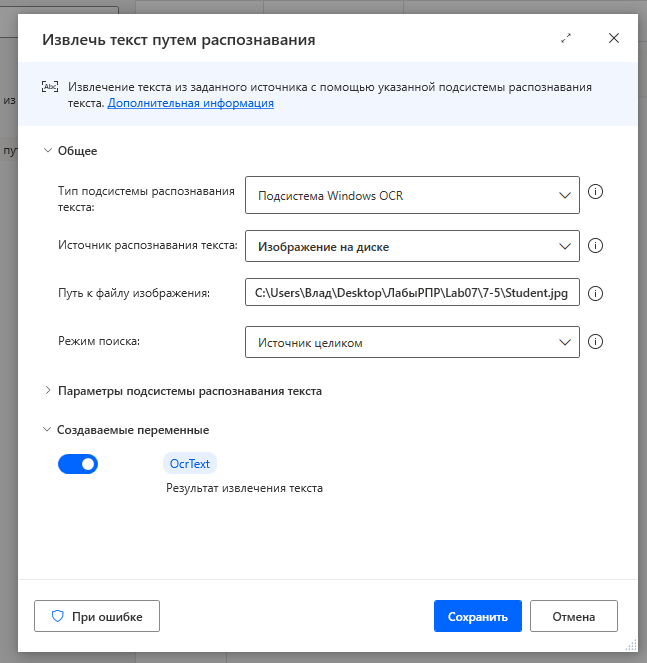 Извлечь текст путем распознавания
Abc
Извлечение текста из заданного источника с помощью указанной подсистемы распознавания
текста. Дополнительная информация
из
пут
Общее
Тип подсистемы распознавания
текста:
Подсистема Windows OCR
Источник распознавания текста:
Изображение на диске
Путь к файлу изображения:
C:\Users\Влад\Desktop\ЛабыРПР\Lab07\7-5\Student.jpg
Режим поиска:
Источник целиком
Параметры подсистемы распознавания текста
Создаваемые переменные
OcrText
Результат извлечения текста
При ошибке
Сохранить
Отмена